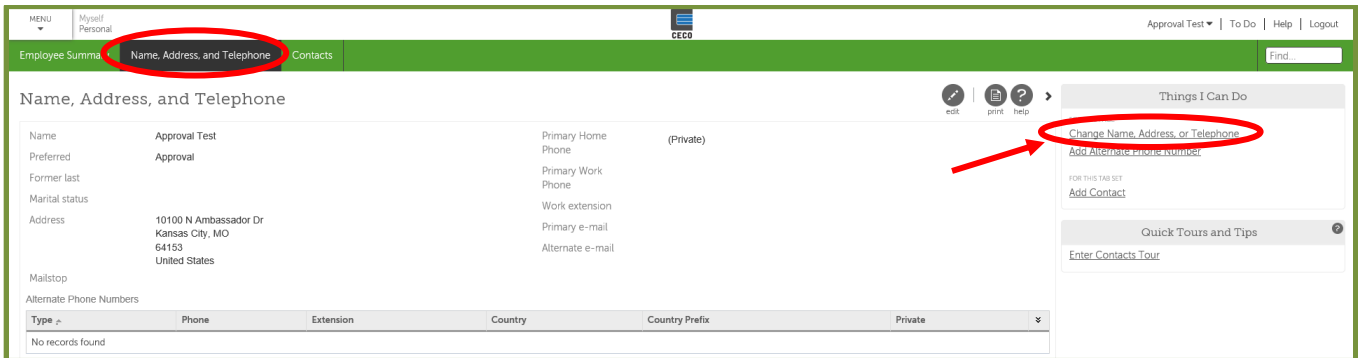 MENU
Myself
Personal
CECO
Approval Test | To Do | Help | Logout
Employee Summary
Name, Address, and Telephone
Contacts
Find...
Name, Address, and Telephone
edit
print
help
Things I Can Do
Change Name, Address, or Telephone
Add Alternate Phone Number
FOR THIS TAB SET
Add Contact
Quick Tours and Tips
Enter Contacts Tour
Name Approval Test
Preferred Approval
Former last
Marital status
Address 10100 N Ambassador Dr
Kansas City, MO
64153
United States
Mailstop
Primary Home
Phone
(Private)
Primary Work
Phone
Work extension
Primary e-mail
Alternate e-mail
Alternate Phone Numbers
Type Phone Extension Country Country Prefix Private
No records found